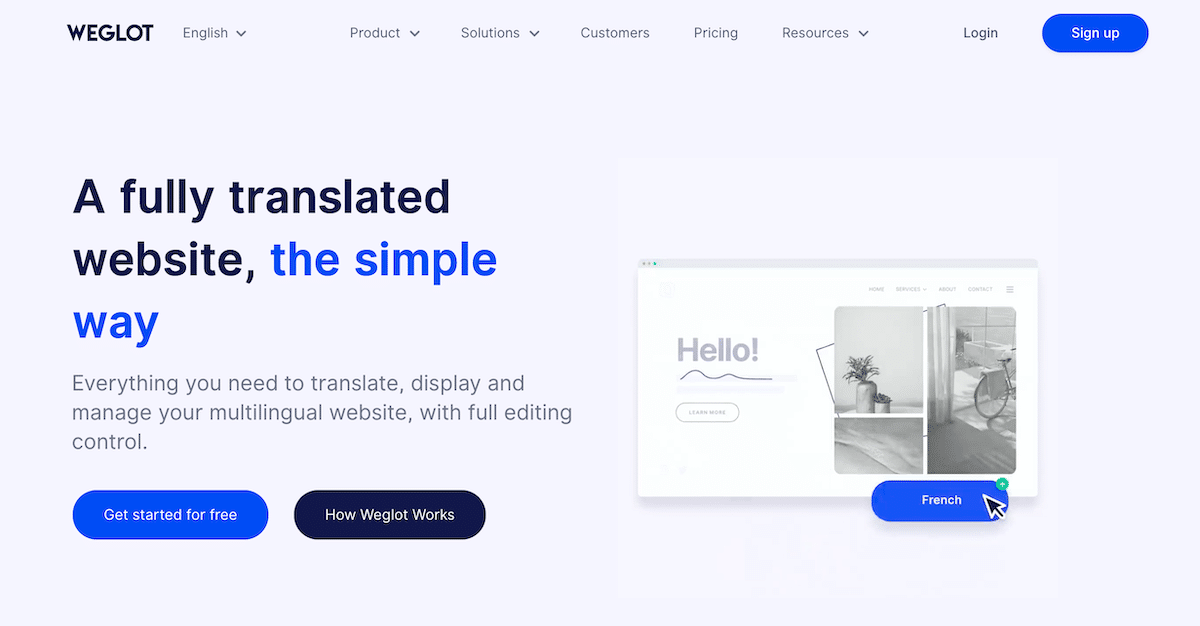 WEGLOT English Product Solutions Customers Pricing Resources Login Sign up
A fully translated
website, the simple
way
Everything you need to translate, display and
manage your multilingual website, with full editing
control.
Get started for free How Weglot Works
HOME SERVICES ABOUT CONTACT
Hello!
LEARN MORE
French